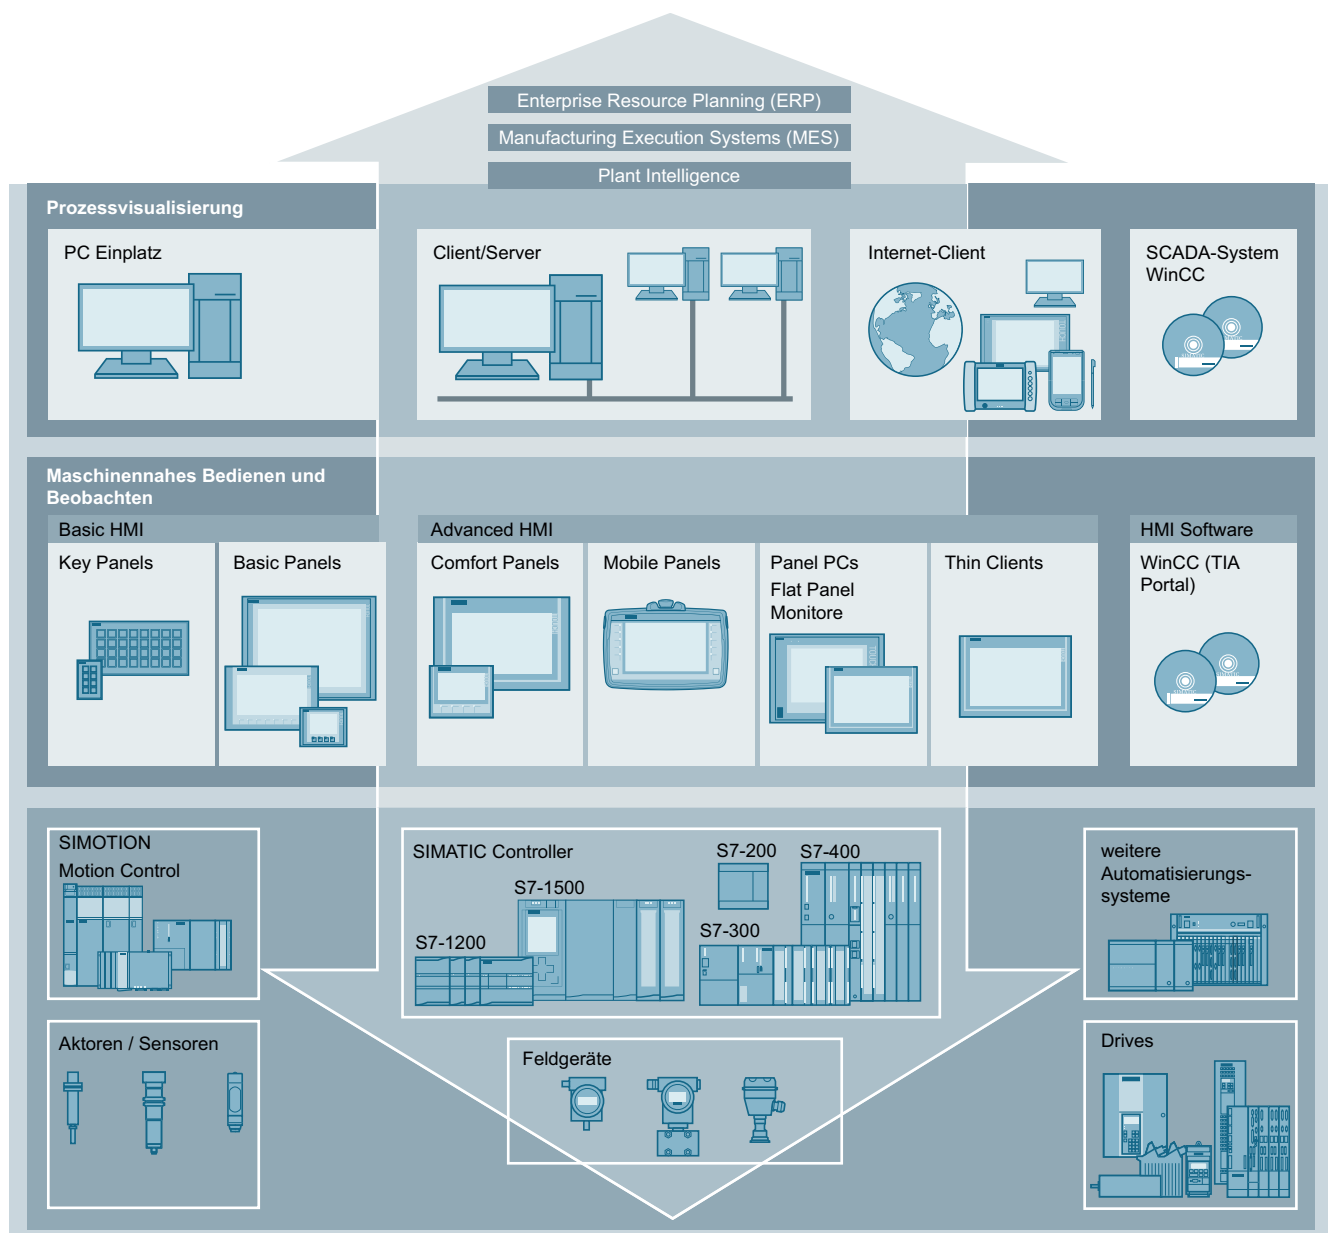 Enterprise Resource Planning (ERP)
Manufacturing Execution Systems (MES)
Plant Intelligence
Prozessvisualisierung
PC Einplatz
Client/Server
Internet-Client
SCADA-System
WinCC
Maschinennahes Bedienen und
Beobachten
Basic HMI
Advanced HMI
HMI Software
Key Panels
Basic Panels
Comfort Panels
Mobile Panels
Panel PCs
Flat Panel
Monitore
Thin Clients
WinCC (TIA
Portal)
SIMOTION
Motion Control
SIMATIC Controller
S7-200
S7-400
S7-1500
S7-1200
S7-300
weitere
Automatisierungs-
systeme
Aktoren / Sensoren
Feldgeräte
Drives